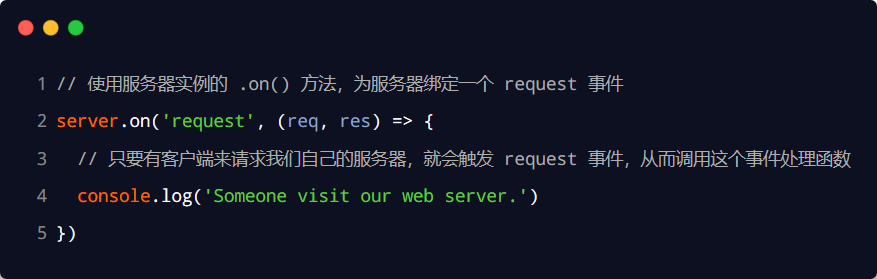 1 // 使用服务器实例的 .on() 方法，为服务器绑定一个 request 事件
2 server.on('request', (req, res) => {
3   // 只要有客户端来请求我们自己的服务器，就会触发 request 事件，从而调用这个事件处理函数
4   console.log('Someone visit our web server.')
5 })